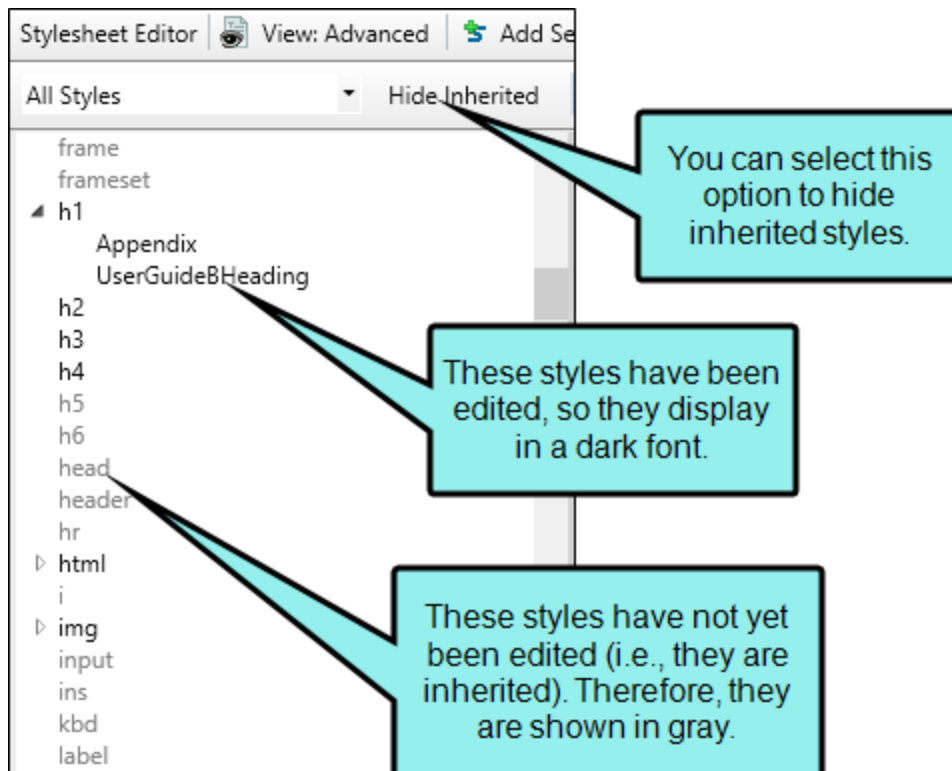 Stylesheet Editor View: Advanced Add Se
All Styles Hide Inherited
frame
frameset
h1
Appendix
UserGuideBHeading
h2
h3
h4
h5
h6
head
header
hr
html
i
img
input
ins
kbd
label
You can select this
option to hide
inherited styles.
These styles have been
edited, so they display
in a dark font.
These styles have not yet
been edited (i.e., they are
inherited). Therefore, they
are shown in gray.